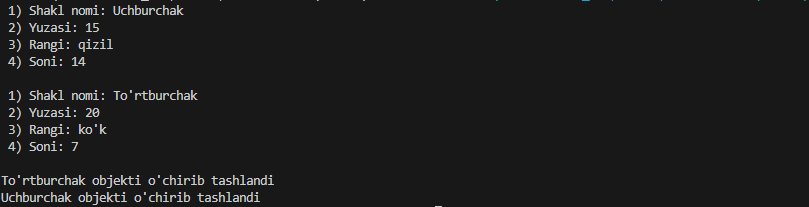 1) Shakl nomi: Uchburchak
2) Yuzasi: 15
3) Rangi: qizil
4) Soni: 14
1) Shakl nomi: To'rtburchak
2) Yuzasi: 20
3) Rangi: ko'k
4) Soni: 7
To'rtburchak objekti o'chirib tashlandi
Uchburchak objekti o'chirib tashlandi